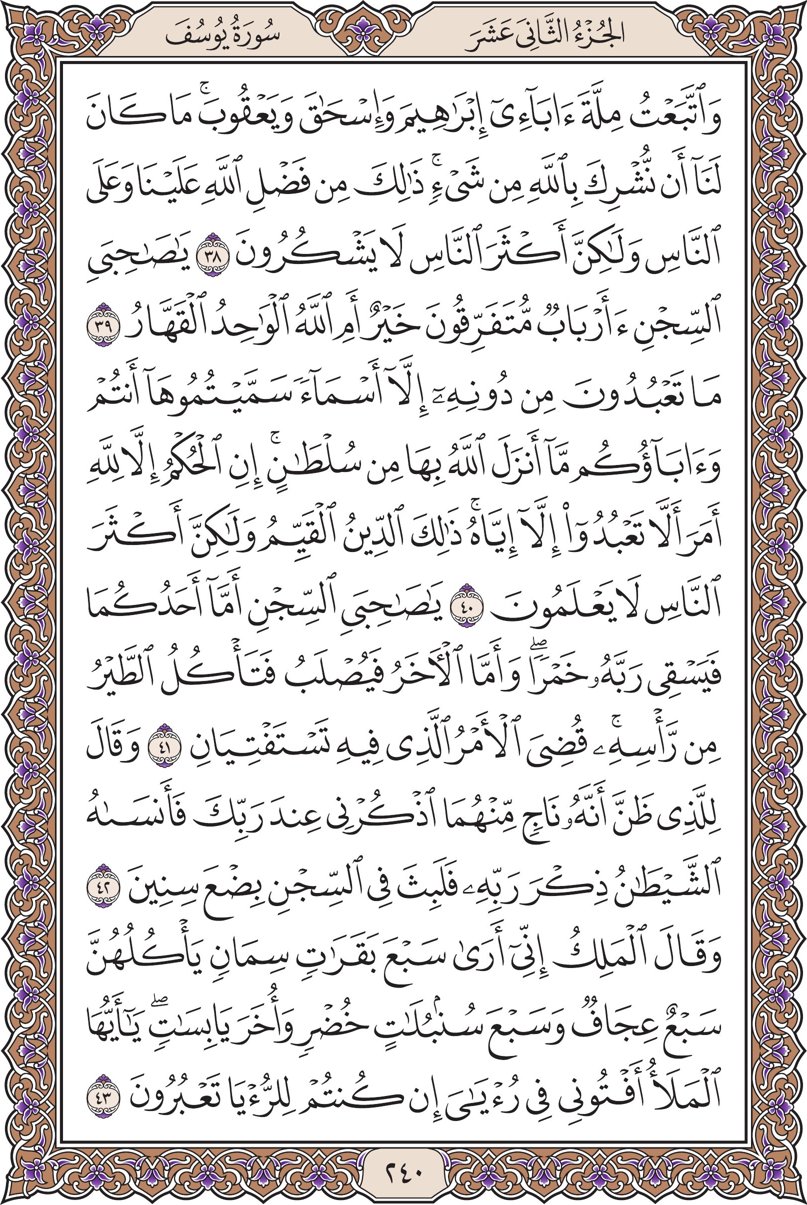 الجُزْءُ الثَّانِي عَشَرَ
سُورَةُ يُوسُفَ
وَٱتَّبَعْتُ مِلَّةَ ءَابَآءِىٓ إِبْرَٰهِيمَ وَإِسْحَٰقَ وَيَعْقُوبَۚ مَا كَانَ
لَنَآ أَن نُّشْرِكَ بِٱللَّهِ مِن شَىْءٍۚ ذَٰلِكَ مِن فَضْلِ ٱللَّهِ عَلَيْنَا وَعَلَى
ٱلنَّاسِ وَلَٰكِنَّ أَكْثَرَ ٱلنَّاسِ لَا يَشْكُرُونَ ٣٨ يَٰصَىٰحِبَىِ
ٱلسِّجْنِ ءَأَرْبَابٌ مُّتَفَرِّقُونَ خَيْرٌ أَمِ ٱللَّهُ ٱلْوَٰحِدُ ٱلْقَهَّارُ ٣٩
مَا تَعْبُدُونَ مِن دُونِهِۦٓ إِلَّآ أَسْمَآءً سَمَّيْتُمُوهَآ أَنتُمْ
وَءَابَآؤُكُم مَّآ أَنزَلَ ٱللَّهُ بِهَا مِن سُلْطَٰنٍۚ إِنِ ٱلْحُكْمُ إِلَّا لِلَّهِ
أَمَرَ أَلَّا تَعْبُدُوٓا۟ إِلَّآ إِيَّاهُۚ ذَٰلِكَ ٱلدِّينُ ٱلْقَيِّمُ وَلَٰكِنَّ أَكْثَرَ
ٱلنَّاسِ لَا يَعْلَمُونَ ٤٠ يَٰصَٰحِبَىِ ٱلسِّجْنِ أَمَّآ أَحَدُكُمَا
فَيَسْقِى رَبَّهُۥ خَمْرًاۖ وَأَمَّا ٱلْءَاخَرُ فَيُصْلَبُ فَتَأْكُلُ ٱلطَّيْرُ
مِن رَّأْسِهِۦۚ قُضِىَ ٱلْأَمْرُ ٱلَّذِى فِيهِ تَسْتَفْتِيَانِ ٤١ وَقَالَ
لِلَّذِى ظَنَّ أَنَّهُۥ نَاجٍ مِّنْهُمَا ٱذْكُرْنِى عِندَ رَبِّكَ فَأَنسَىٰهُ
ٱلشَّيْطَٰنُ ذِكْرَ رَبِّهِۦ فَلَبِثَ فِى ٱلسِّجْنِ بِضْعَ سِنِينَ ٤٢
وَقَالَ ٱلْمَلِكُ إِنِّىٓ أَرَىٰ سَبْعَ بَقَرَٰتٍ سِمَانٍ يَأْكُلُهُنَّ
سَبْعٌ عِجَافٌ وَسَبْعَ سُنۢبُلَٰتٍ خُضْرٍ وَأُخَرَ يَابِسَٰتٍۖ يَٰٓأَيُّهَا
ٱلْمَلَأُ أَفْتُونِى فِى رُءْيَٰىَ إِن كُنتُمْ لِلرُّءْيَا تَعْبُرُونَ ٤٣
٢٤٠